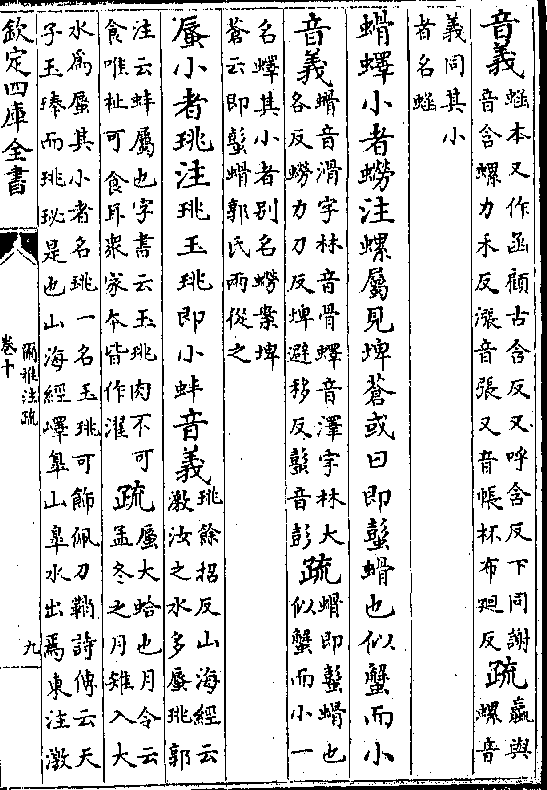 音義蜬本又作函顧古含反又呼含反下同謝
音含螺力禾反漲音張又音帳杯布廻反疏蠃與
螺音
義同其小
者名蜬
蜎蠌小者蟧注螺屬見埤蒼或曰即蟚蜎也似蟹而小
音義蜎音滑字林音骨蠌音澤字林大
各反蟧力刀反埤避移反蟚音彭疏蜎即蟚蜎也
似蟹而小一
名蠌其小者别名蟧案埤
蒼云即蟚蜎郭氏兩從之
蜃小者珧注珧玉珧即小蚌音義珧餘招反山海經云
激汝之水多蜃珧郭
注云蚌屬也字書云玉珧肉不可
食唯柱可食耳衆家本皆作濯疏蜃大蛤也月令云
孟冬之月雉入大
水為蜃其小者名珧一名玉珧可飾佩刀鞘詩傳云天
子玉琫而珧珌是也山海經嶧皐山皐水出焉東注激
欽定四庫全書
爾雅注疏
卷十
九